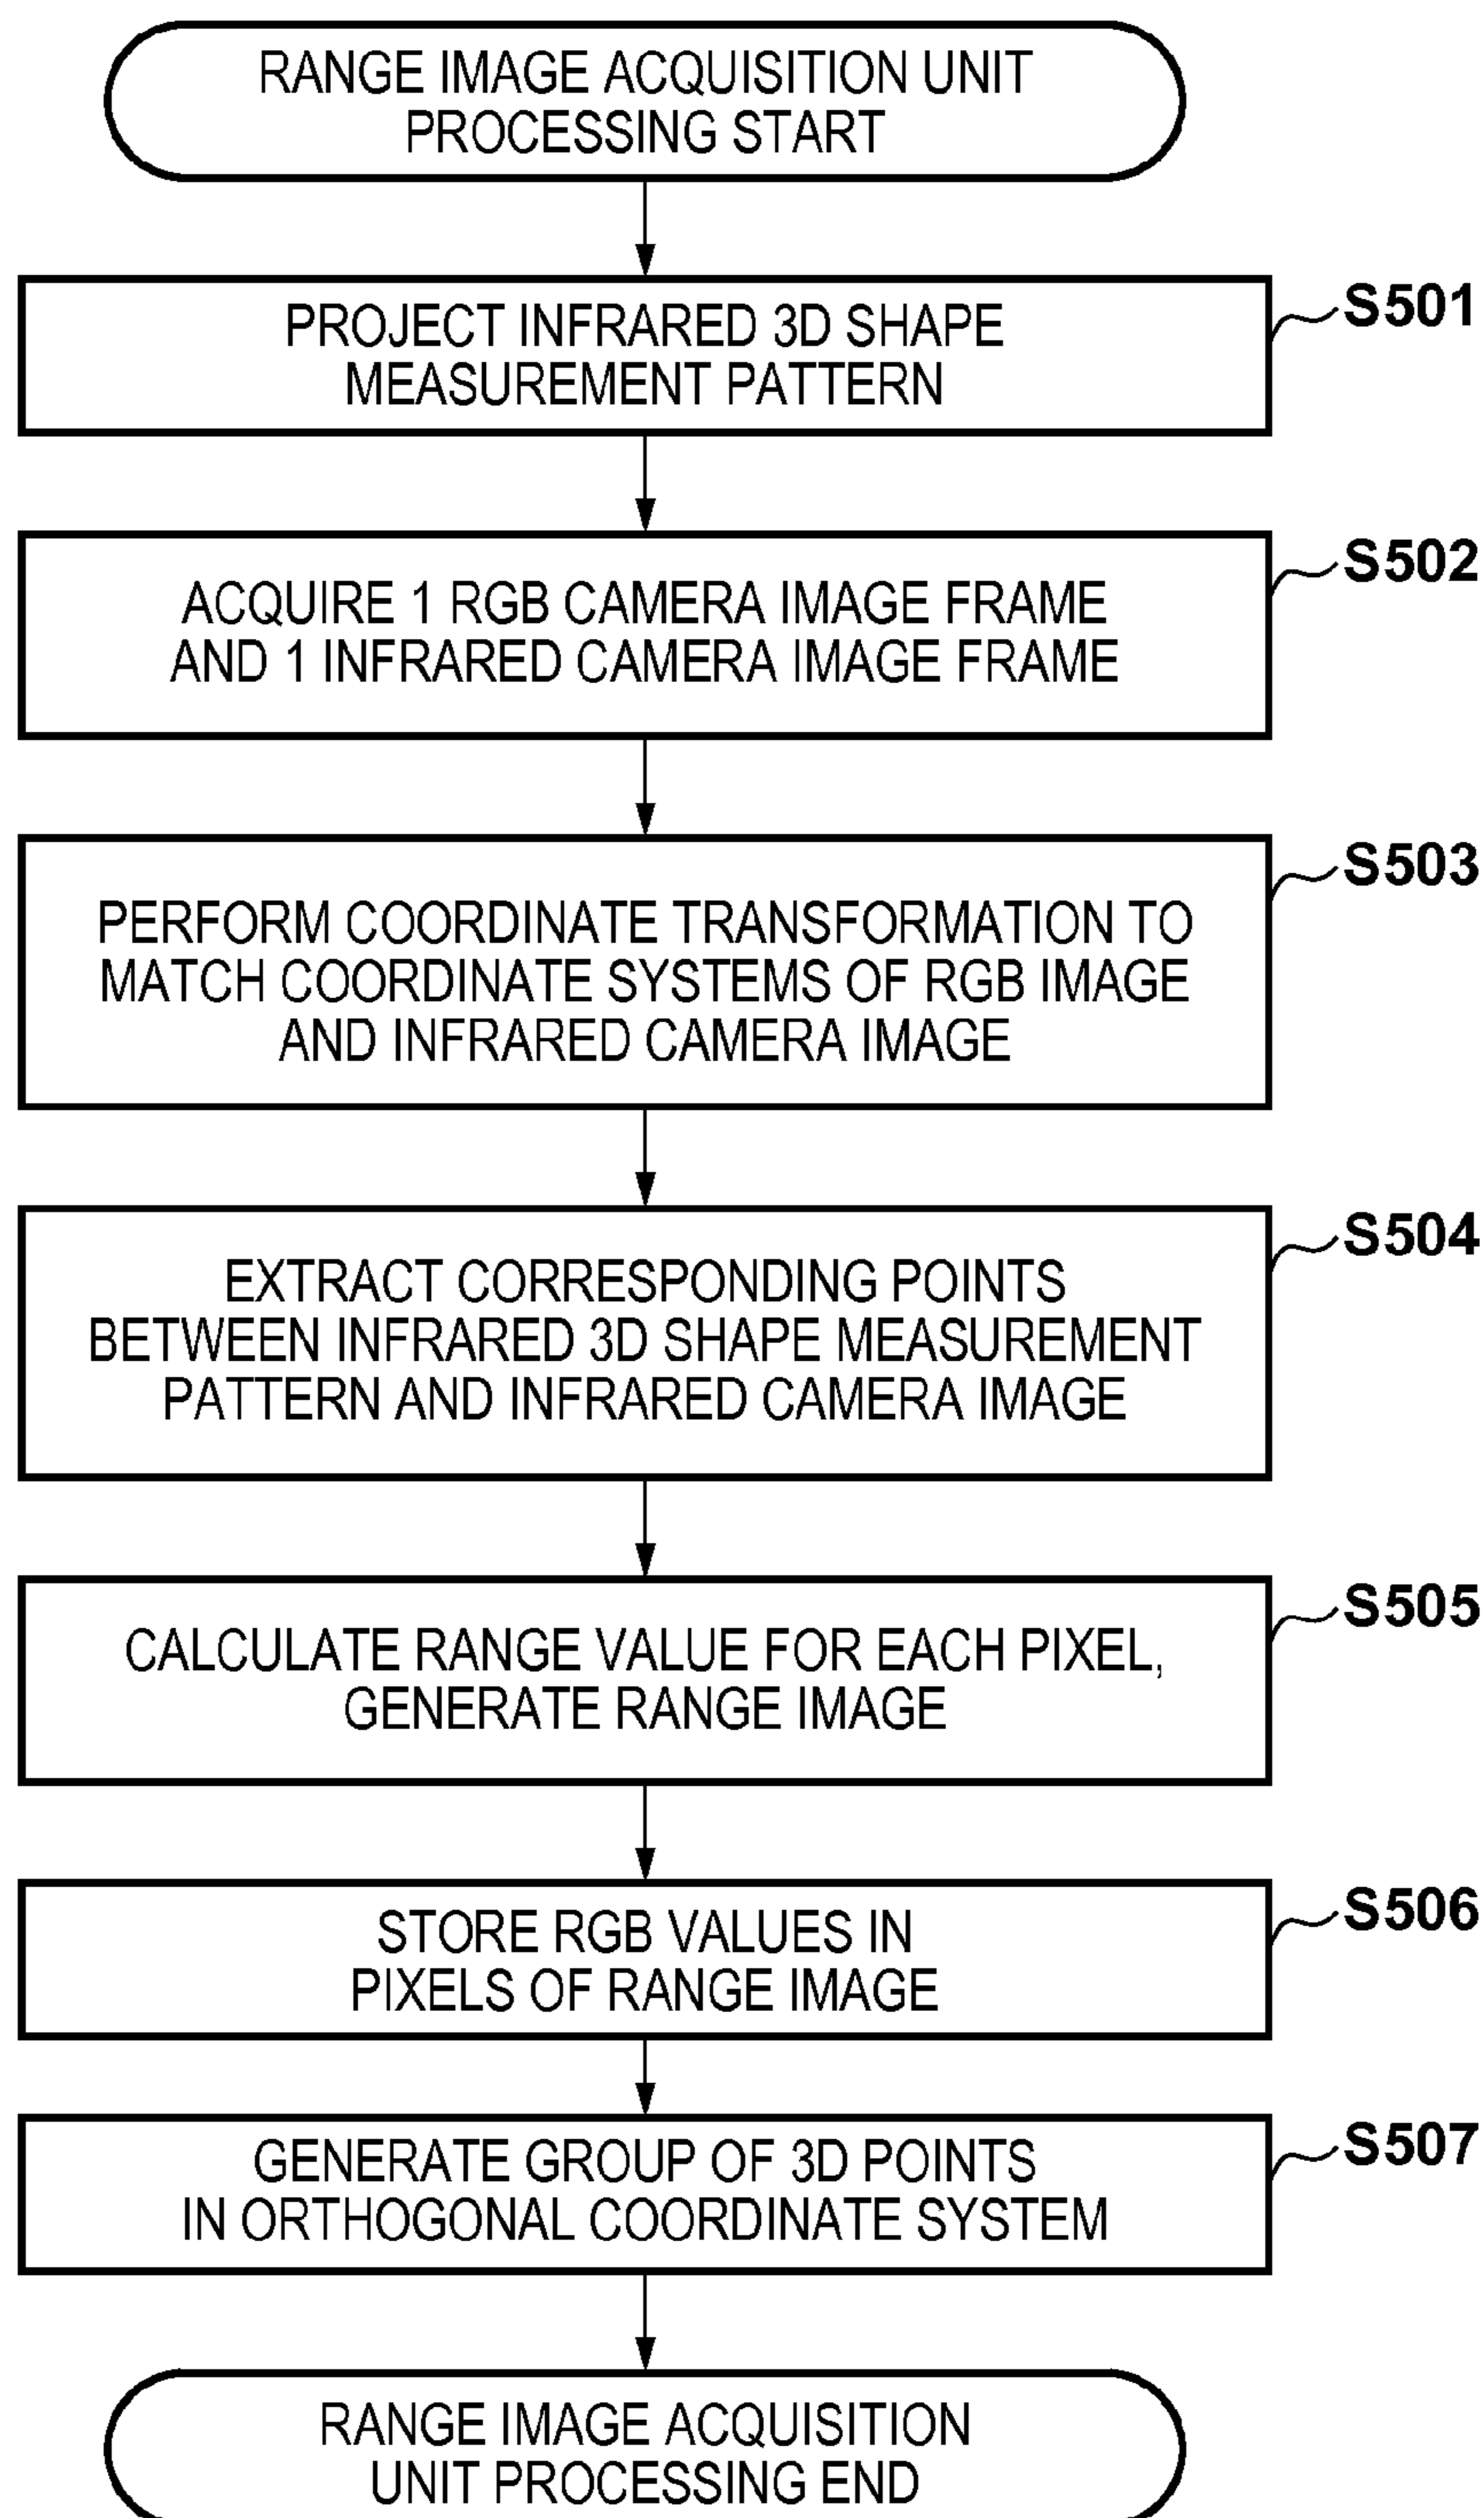 RANGE IMAGE ACQUISITION UNIT
PROCESSING START
PROJECT INFRARED 3D SHAPE
MEASUREMENT PATTERN
S501
ACQUIRE 1 RGB CAMERA IMAGE FRAME
AND 1 INFRARED CAMERA IMAGE FRAME
S502
PERFORM COORDINATE TRANSFORMATION TO
MATCH COORDINATE SYSTEMS OF RGB IMAGE
AND INFRARED CAMERA IMAGE
S503
EXTRACT CORRESPONDING POINTS
BETWEEN INFRARED 3D SHAPE MEASUREMENT
PATTERN AND INFRARED CAMERA IMAGE
S504
CALCULATE RANGE VALUE FOR EACH PIXEL,
GENERATE RANGE IMAGE
S505
STORE RGB VALUES IN
PIXELS OF RANGE IMAGE
S506
GENERATE GROUP OF 3D POINTS
IN ORTHOGONAL COORDINATE SYSTEM
S507
RANGE IMAGE ACQUISITION
UNIT PROCESSING END